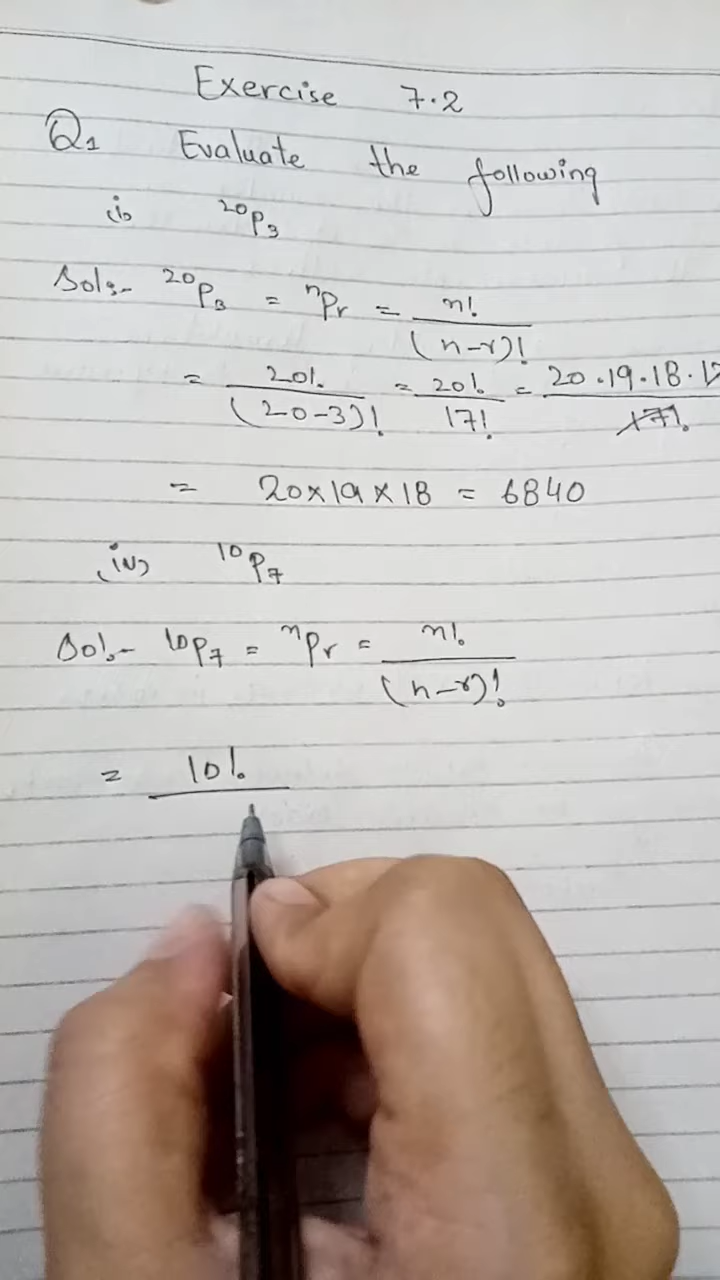 Exercise 7.2
Q1 Evaluate the following
(i) ²⁰P₃
Sol:- ²⁰P₃ = ⁿPr = n! / (n-r)!
= 20! / (20-3)! = 20! / 17! = 20.19.18.17 / 17!
= 20×19×18 = 6840
(iv) ¹⁰P₇
Sol:- ¹⁰P₇ = ⁿPr = n! / (n-r)!
= 10!